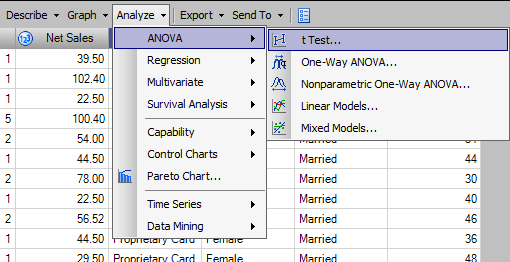 Describe Graph Analyze Export Send To
Net Sales ANOVA t Test...
1 39.50 Regression One-Way ANOVA...
1 102.40 Multivariate Nonparametric One-Way ANOVA...
1 22.50 Survival Analysis Linear Models...
5 100.40 Capability Mixed Models...
2 54.00 Control Charts Married
1 44.50 Married 44
2 78.00 Pareto Chart... Married 30
1 22.50 Time Series Married 40
2 56.52 Data Mining Married 46
1 44.50 Proprietary Card Female Married 36
1 29.50 Proprietary Card Female Married 48